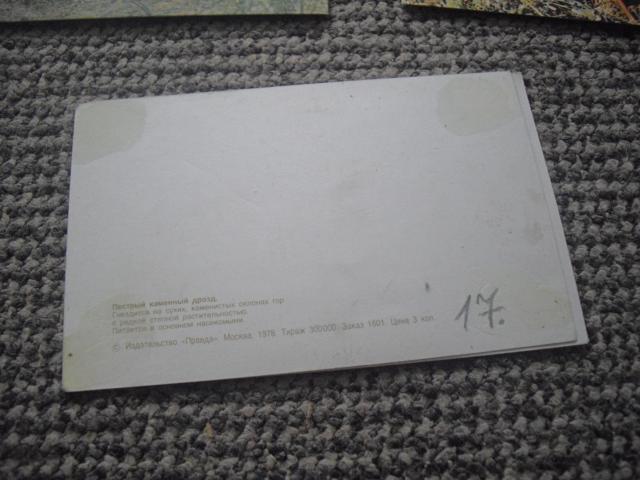 Пестрый каменный дрозд.
Гнездится на сухих, каменистых склонах гор
с редкой степной растительностью.
Питается в основном насекомыми.
© Издательство «Правда». Москва. 1978. Тираж 300000. Заказ 1601. Цена 3 коп.
17.